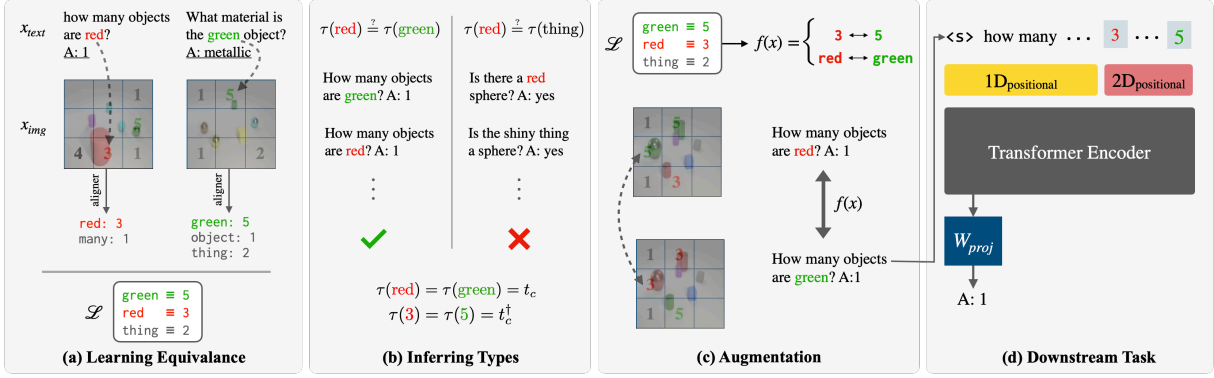 x_text
how many objects
are red?
A: 1
What material is
the green object?
A: metallic
x_img
1
5
4 3 1
1
5
1 2
aligner
aligner
red: 3
many: 1
green: 5
object: 1
thing: 2
ℒ
green ≡ 5
red ≡ 3
thing ≡ 2
(a) Learning Equivalance
τ(red) ≟ τ(green)
τ(red) ≟ τ(thing)
How many objects
are green? A: 1
How many objects
are red? A: 1
⋮
✓
Is there a red
sphere? A: yes
Is the shiny thing
a sphere? A: yes
⋮
✗
τ(red) = τ(green) = t_c
τ(3) = τ(5) = t_c^†
(b) Inferring Types
ℒ
green ≡ 5
red ≡ 3
thing ≡ 2
f(x) = {
3 ↔ 5
red ↔ green
1 5
5
1 3
How many objects
are red? A: 1
f(x)
3
3
1 5
How many objects
are green? A:1
(c) Augmentation
<s> how many ... 3 ... 5
1D_positional
2D_positional
Transformer Encoder
W_proj
A: 1
(d) Downstream Task